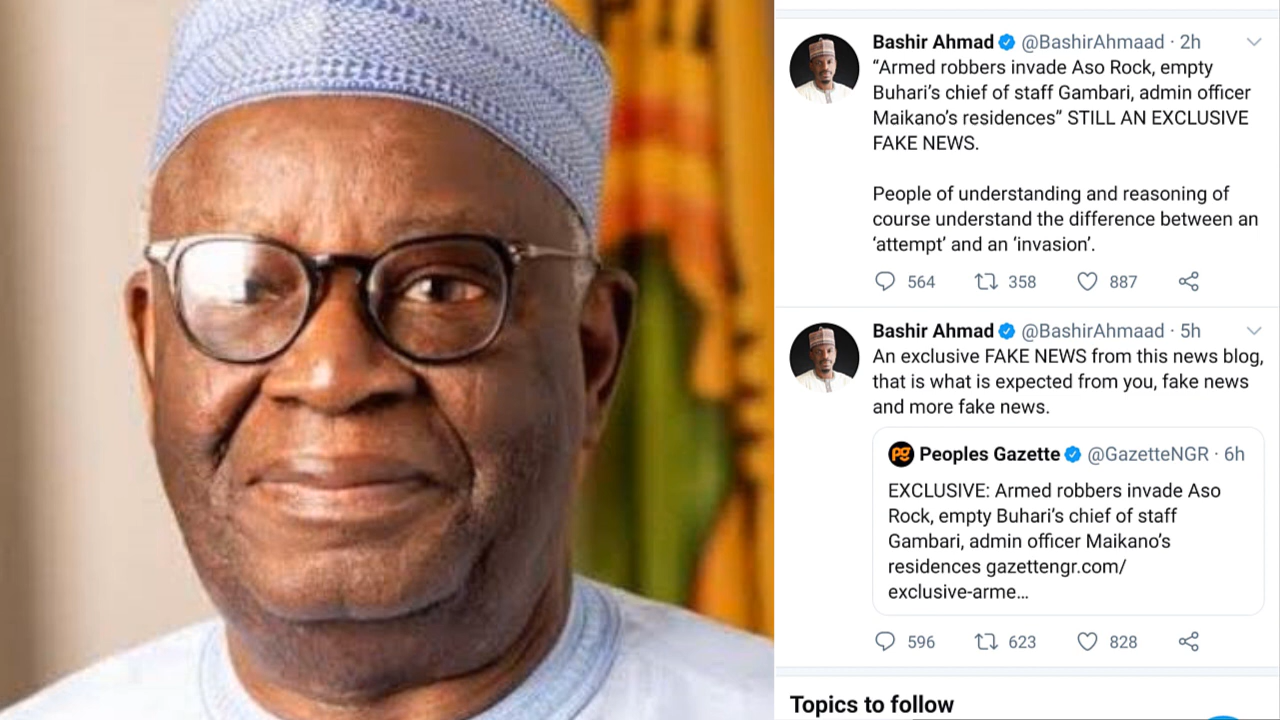 Bashir Ahmad @BashirAhmaad · 2h
“Armed robbers invade Aso Rock, empty
Buhari’s chief of staff Gambari, admin officer
Maikano’s residences” STILL AN EXCLUSIVE
FAKE NEWS.
People of understanding and reasoning of
course understand the difference between an
‘attempt’ and an ‘invasion’.
564 358 887
Bashir Ahmad @BashirAhmaad · 5h
An exclusive FAKE NEWS from this news blog,
that is what is expected from you, fake news
and more fake news.
pg Peoples Gazette @GazetteNGR · 6h
EXCLUSIVE: Armed robbers invade Aso
Rock, empty Buhari’s chief of staff
Gambari, admin officer Maikano’s
residences gazettengr.com/
exclusive-arme…
596 623 828
Topics to follow